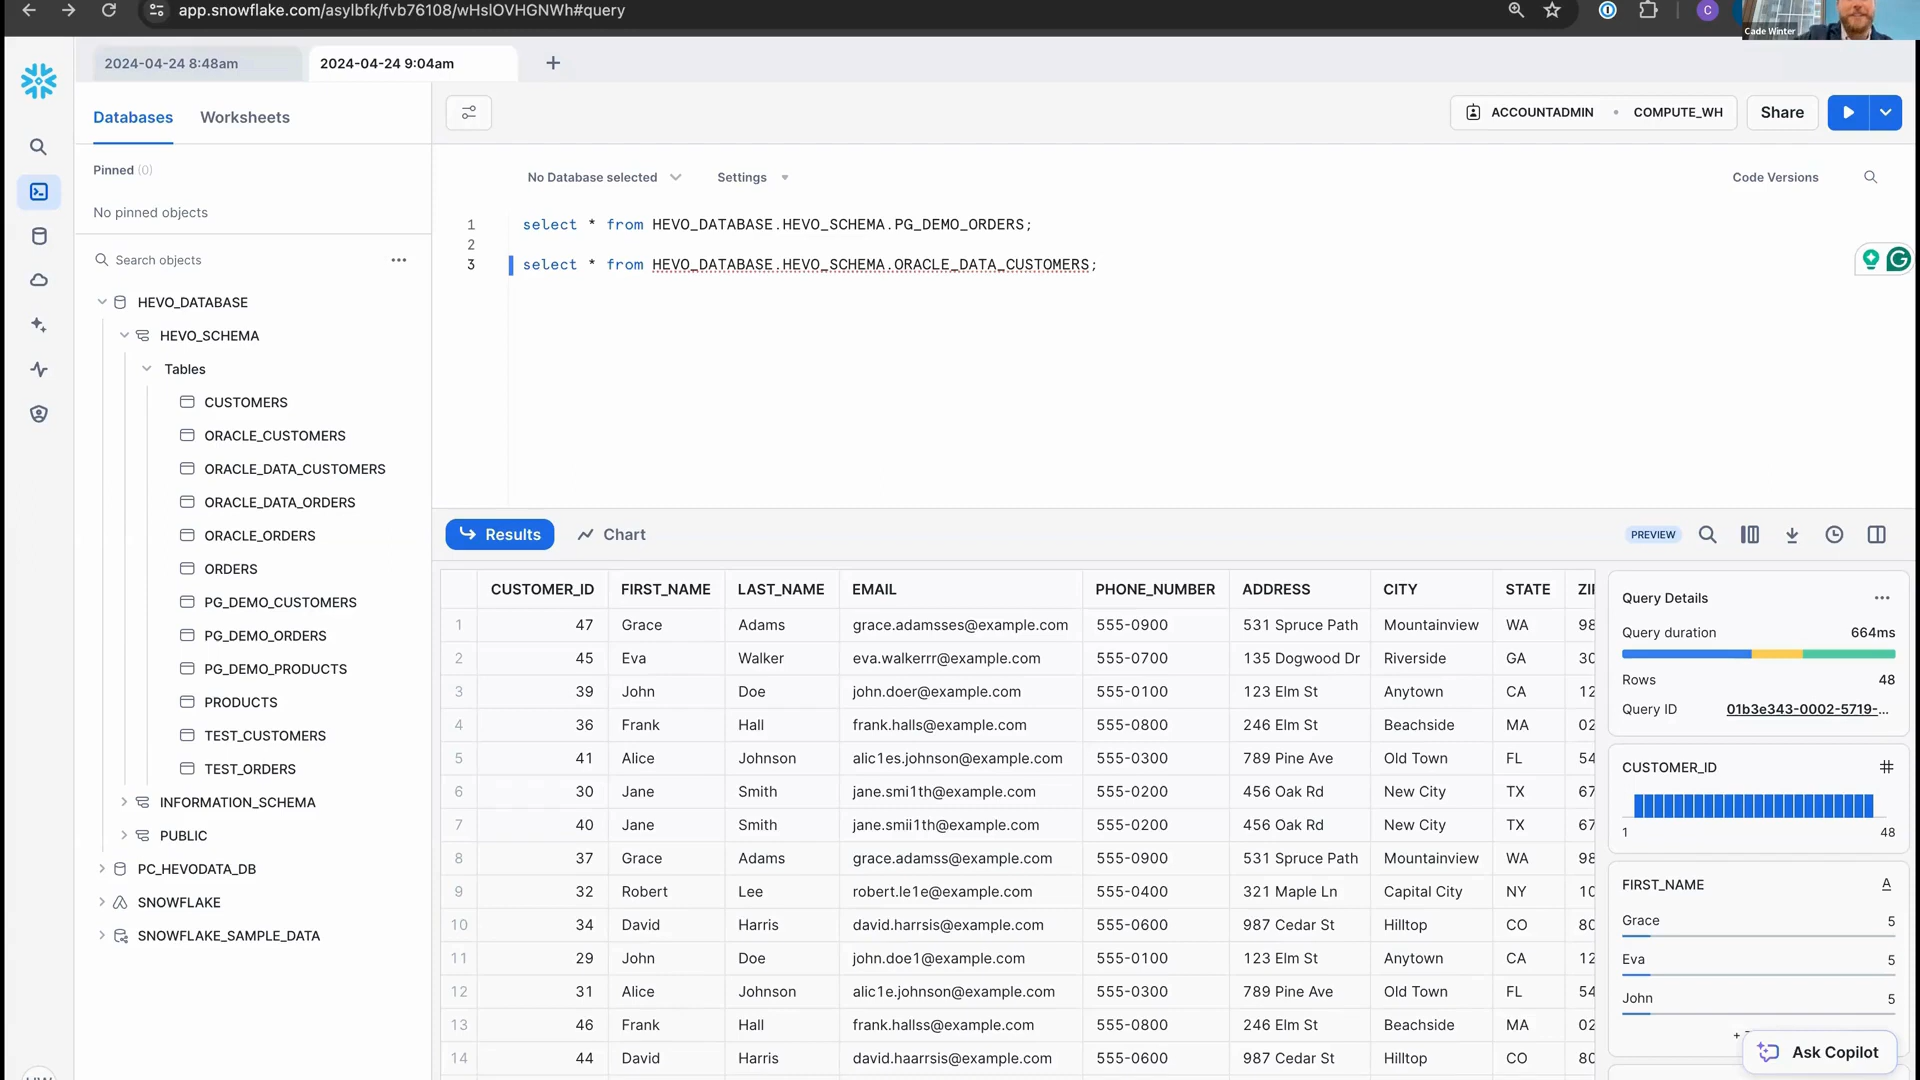 app.snowflake.com/asylbfk/fvb76108/wHslOVHGNWh#query
C
Cade Winter
2024-04-24 8:48am
2024-04-24 9:04am
Databases
Worksheets
ACCOUNTADMIN • COMPUTE_WH
Share
Pinned (0)
No pinned objects
No Database selected
Settings
Code Versions
1 select * from HEVO_DATABASE.HEVO_SCHEMA.PG_DEMO_ORDERS;
2
3 select * from HEVO_DATABASE.HEVO_SCHEMA.ORACLE_DATA_CUSTOMERS;
Search objects
HEVO_DATABASE
HEVO_SCHEMA
Tables
CUSTOMERS
ORACLE_CUSTOMERS
ORACLE_DATA_CUSTOMERS
ORACLE_DATA_ORDERS
ORACLE_ORDERS
ORDERS
PG_DEMO_CUSTOMERS
PG_DEMO_ORDERS
PG_DEMO_PRODUCTS
PRODUCTS
TEST_CUSTOMERS
TEST_ORDERS
INFORMATION_SCHEMA
PUBLIC
PC_HEVODATA_DB
SNOWFLAKE
SNOWFLAKE_SAMPLE_DATA
Results
Chart
PREVIEW
CUSTOMER_ID FIRST_NAME LAST_NAME EMAIL PHONE_NUMBER ADDRESS CITY STATE ZI
1 47 Grace Adams grace.adamsses@example.com 555-0900 531 Spruce Path Mountainview WA 98
2 45 Eva Walker eva.walkerrr@example.com 555-0700 135 Dogwood Dr Riverside GA 30
3 39 John Doe john.doer@example.com 555-0100 123 Elm St Anytown CA 12
4 36 Frank Hall frank.halls@example.com 555-0800 246 Elm St Beachside MA 02
5 41 Alice Johnson alic1es.johnson@example.com 555-0300 789 Pine Ave Old Town FL 54
6 30 Jane Smith jane.smi1th@example.com 555-0200 456 Oak Rd New City TX 67
7 40 Jane Smith jane.smii1th@example.com 555-0200 456 Oak Rd New City TX 67
8 37 Grace Adams grace.adamss@example.com 555-0900 531 Spruce Path Mountainview WA 98
9 32 Robert Lee robert.le1e@example.com 555-0400 321 Maple Ln Capital City NY 10
10 34 David Harris david.harrsis@example.com 555-0600 987 Cedar St Hilltop CO 80
11 29 John Doe john.doe1@example.com 555-0100 123 Elm St Anytown CA 12
12 31 Alice Johnson alic1e.johnson@example.com 555-0300 789 Pine Ave Old Town FL 54
13 46 Frank Hall frank.hallss@example.com 555-0800 246 Elm St Beachside MA 02
14 44 David Harris david.haarrsis@example.com 555-0600 987 Cedar St Hilltop CO 80
Query Details
Query duration 664ms
Rows 48
Query ID 01b3e343-0002-5719-...
CUSTOMER_ID
1 48
FIRST_NAME A
Grace 5
Eva 5
John 5
Ask Copilot